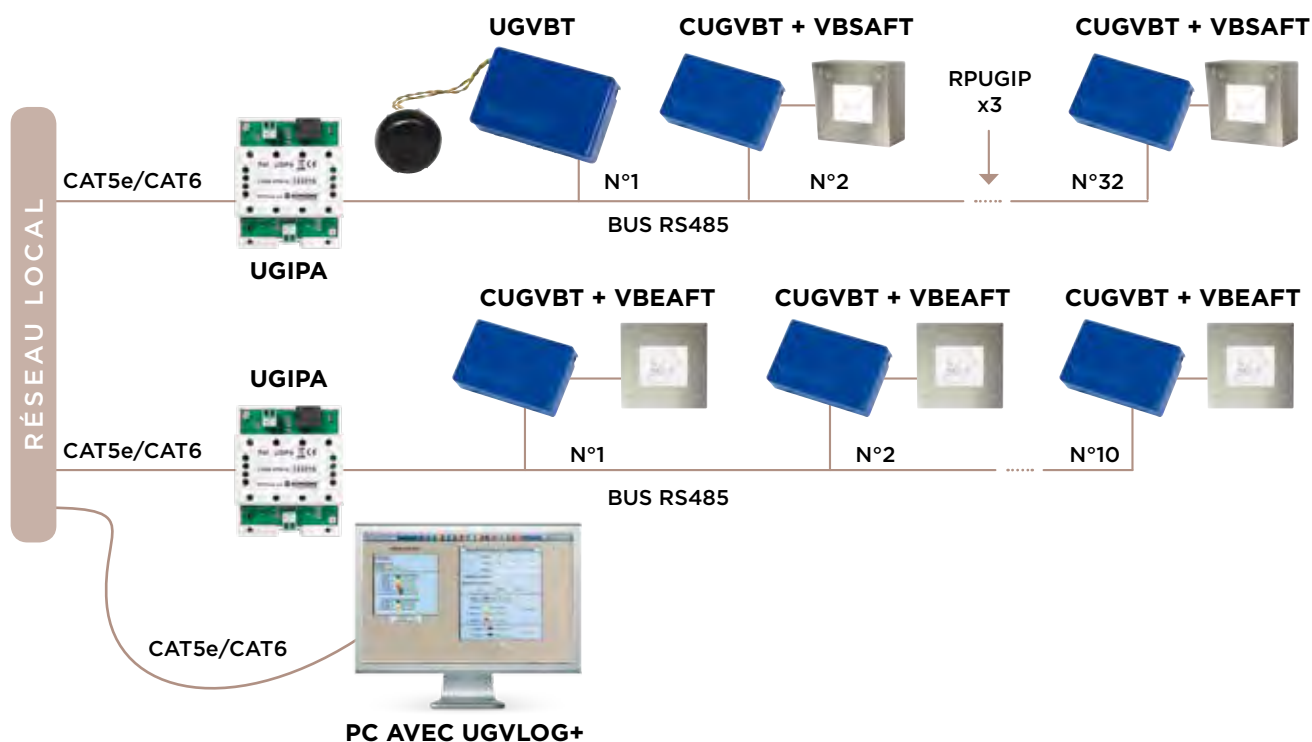 UGVBT
CUGVBT + VBSAFT
CUGVBT + VBSAFT
RPUGIP
x3
CAT5e/CAT6
N°1
N°2
N°32
BUS RS485
UGIPA
RÉSEAU LOCAL
CUGVBT + VBEAFT
CUGVBT + VBEAFT
CUGVBT + VBEAFT
UGIPA
CAT5e/CAT6
N°1
N°2
N°10
BUS RS485
CAT5e/CAT6
PC AVEC UGVLOG+